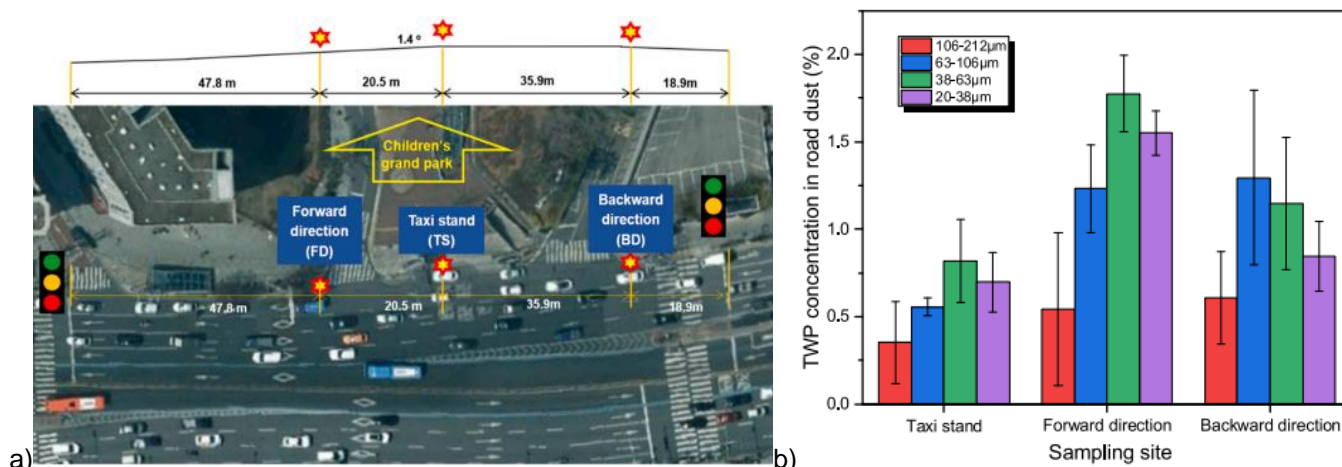 1.4 °
47.8 m
20.5 m
35.9m
18.9m
Children's
grand park
Forward
direction
(FD)
Taxi stand
(TS)
Backward
direction
(BD)
47.8m
20.5 m
35.9m
18.9m
a)
TWP concentration in road dust (%)
2.0
1.5
1.0
0.5
0.0
106-212μm
63-106μm
38-63μm
20-38μm
Taxi stand
Forward direction
Backward direction
Sampling site
b)